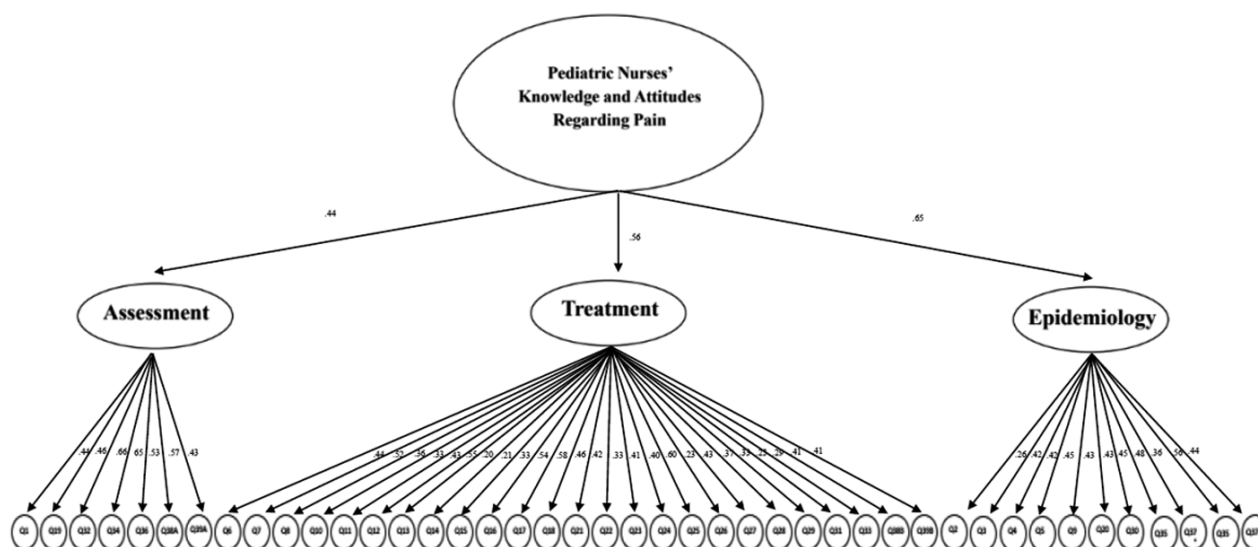 Pediatric Nurses’
Knowledge and Attitudes
Regarding Pain
.44
.56
.65
Assessment
Treatment
Epidemiology
.44 .46 .66 .65 .53 .57 .43
.44 .52 .36 .33 .43 .55 .20 .21 .33 .54 .58 .46 .42 .33 .41 .40 .60 .23 .43 .37 .33 .25 .29 .41 .41
.26 .42 .42 .45 .43 .43 .45 .48 .36 .56 .44
Q1 Q19 Q32 Q34 Q36 Q38A Q39A Q6 Q7 Q8 Q10 Q11 Q12 Q13 Q14 Q15 Q16 Q17 Q18 Q21 Q22 Q23 Q24 Q25 Q26 Q27 Q28 Q29 Q31 Q33 Q38B Q39B Q2 Q3 Q4 Q5 Q9 Q20 Q30 Q35 Q37 Q35